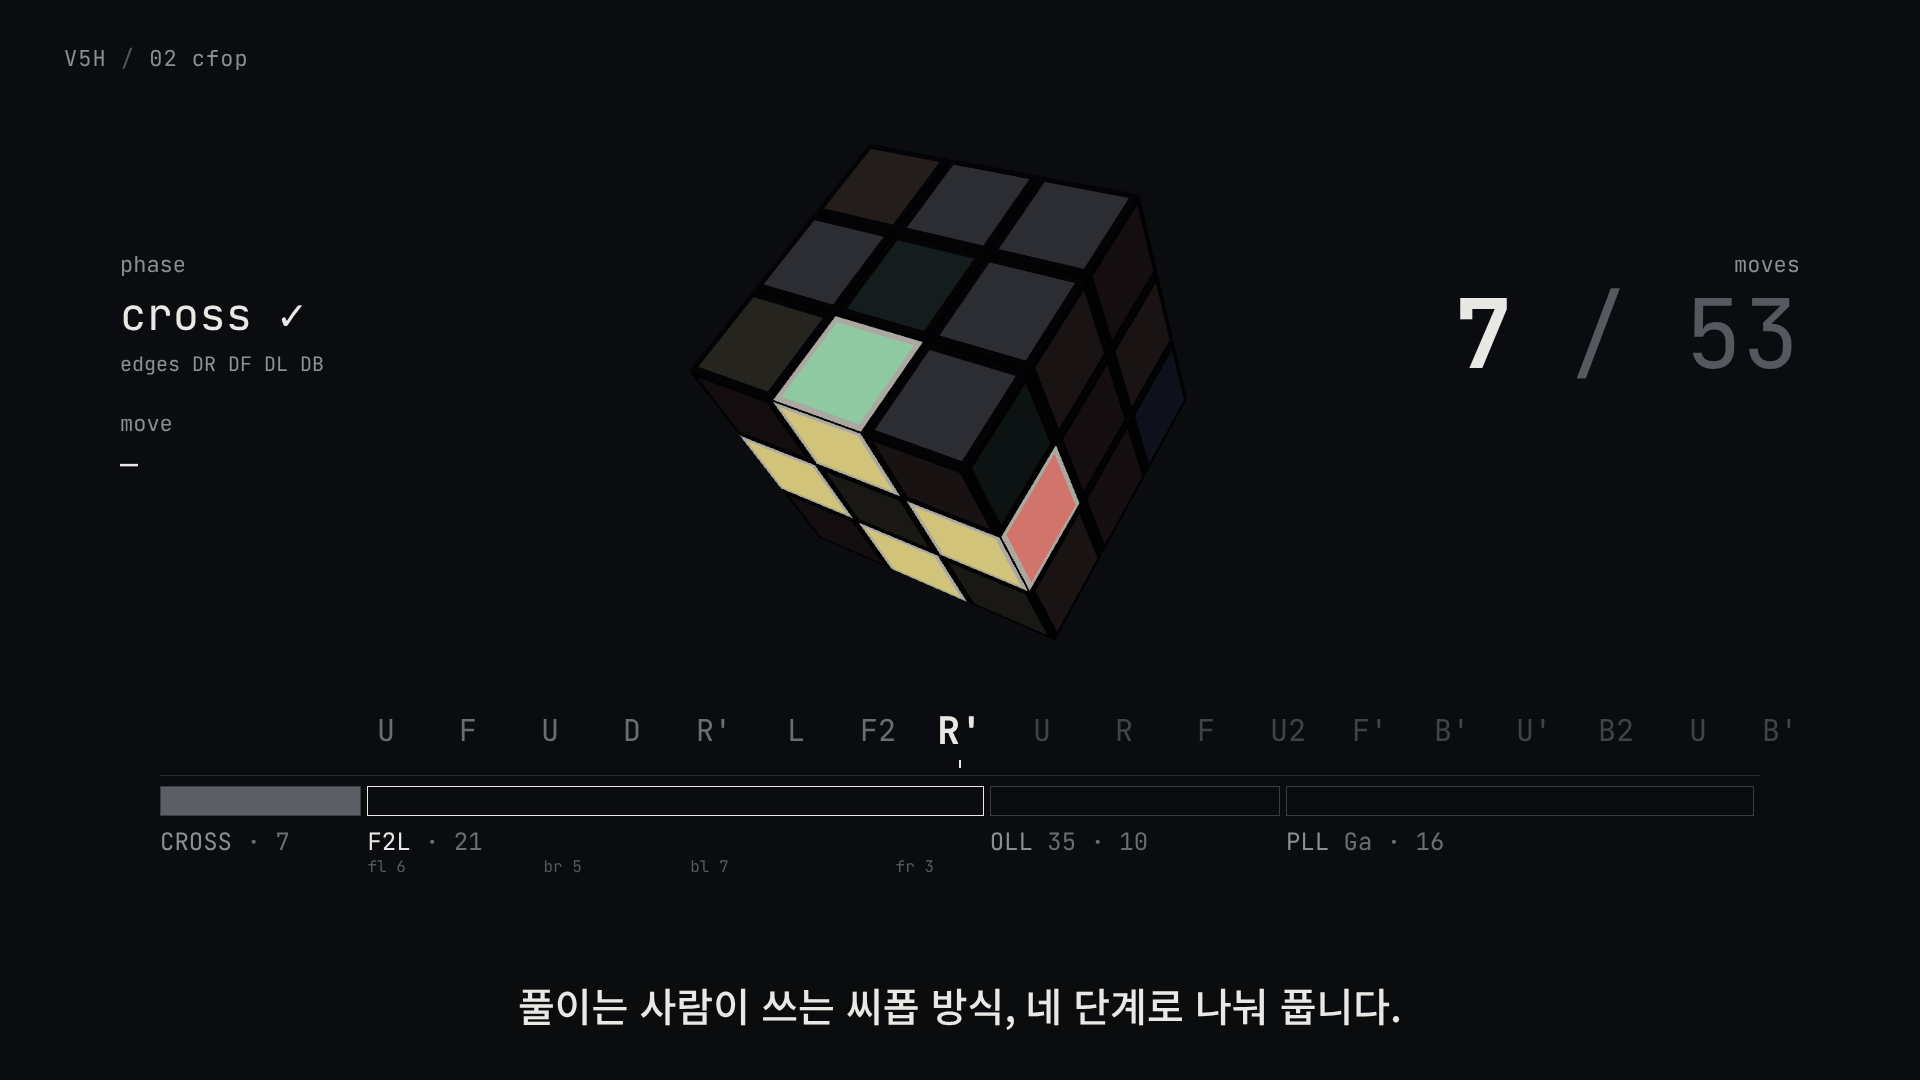 V5H / 02 cfop
phase
cross ✓
edges DR DF DL DB
move
–
moves
7 / 53
U F U D R' L F2 R' U R F U2 F' B' U' B2 U B'
CROSS · 7
F2L · 21
OLL 35 · 10
PLL Ga · 16
fl 6
br 5
bl 7
fr 3
풀이는 사람이 쓰는 씨폽 방식, 네 단계로 나눠 풉니다.